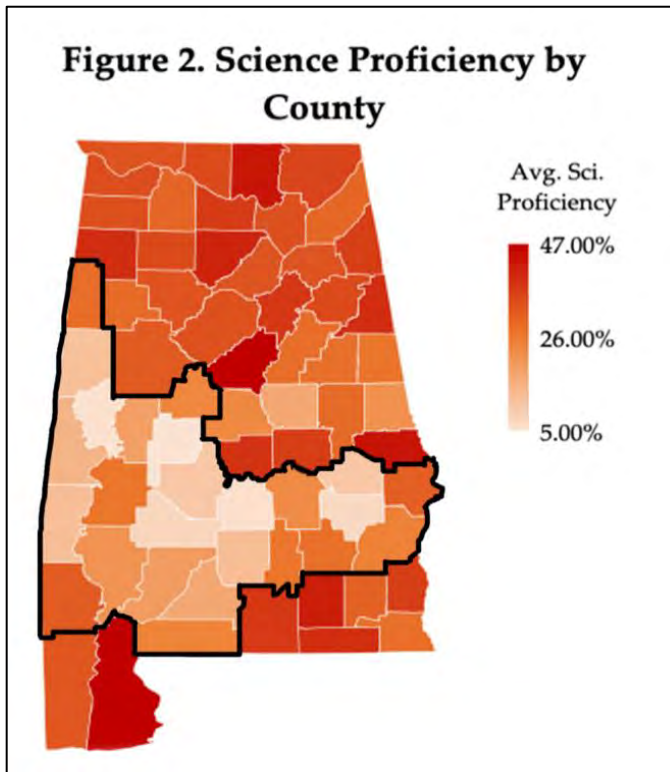 Figure 2. Science Proficiency by
County
Avg. Sci.
Proficiency
47.00%
26.00%
5.00%